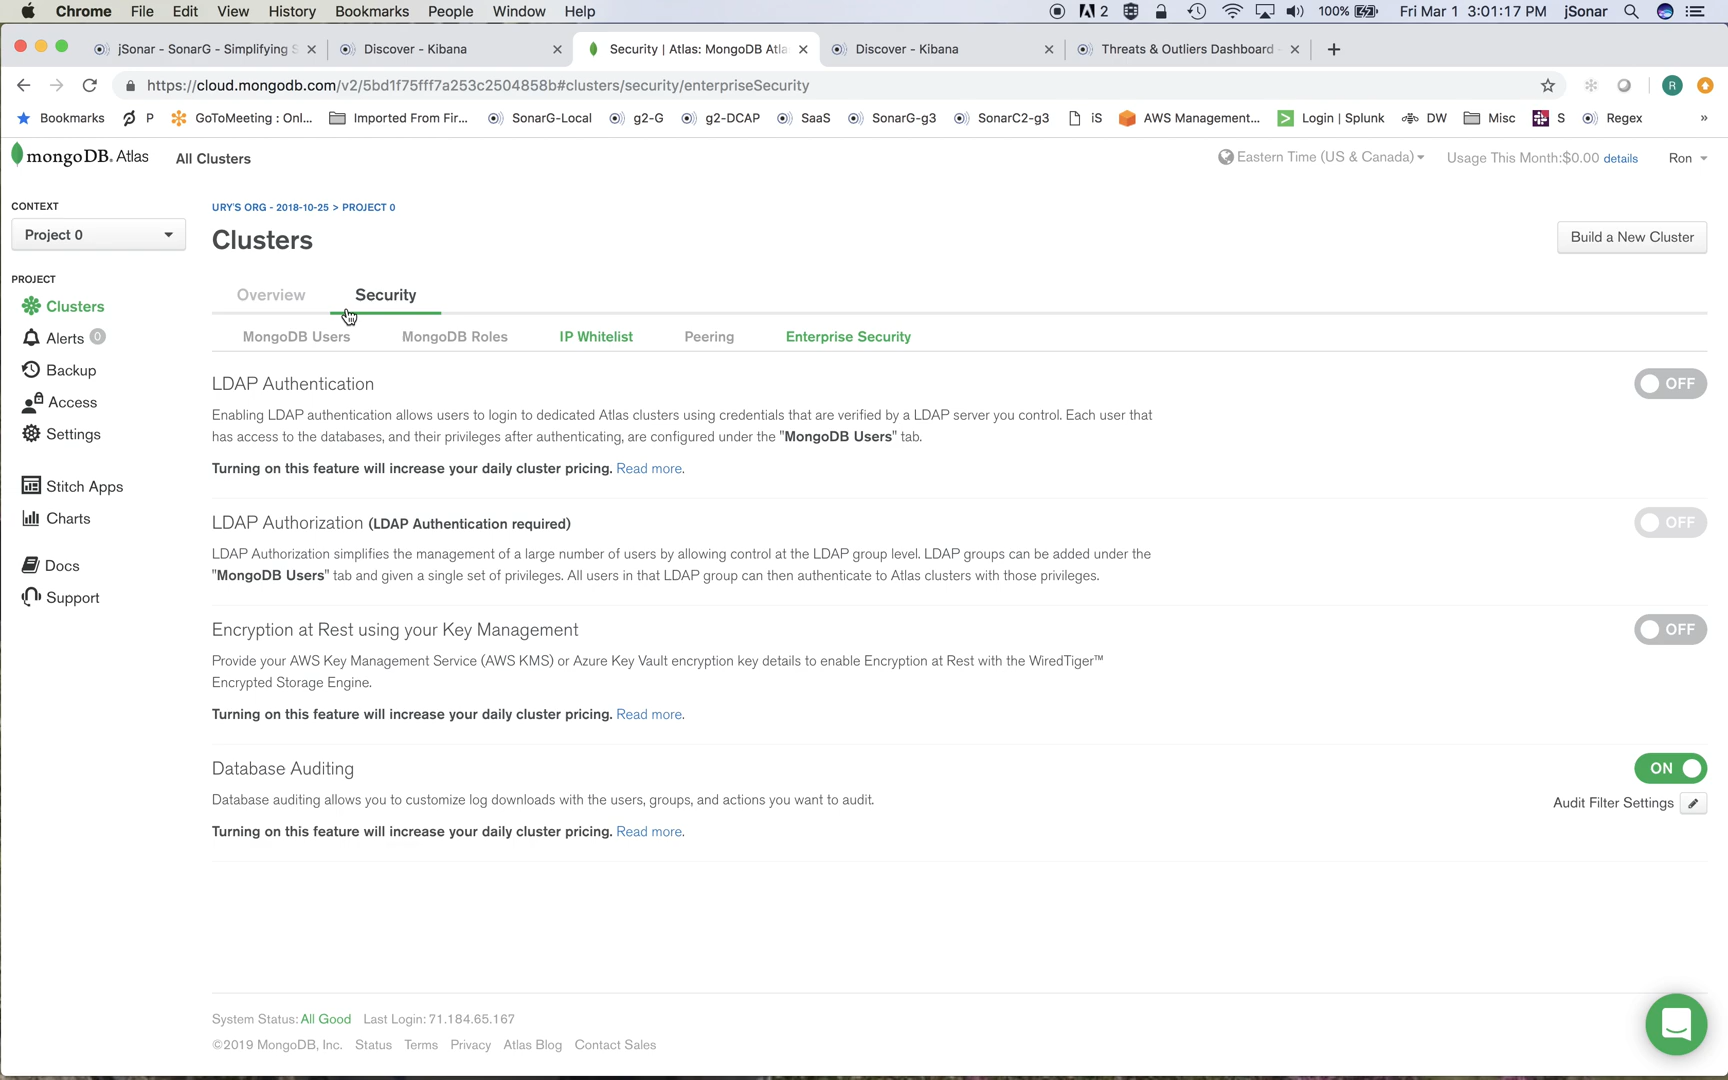 Chrome File Edit View History Bookmarks People Window Help 2 100% Fri Mar 1 3:01:17 PM jSonar
jSonar - SonarG - Simplifying S Discover - Kibana Security | Atlas: MongoDB Atla Discover - Kibana Threats & Outliers Dashboard
https://cloud.mongodb.com/v2/5bd1f75fff7a253c2504858b#clusters/security/enterpriseSecurity R
Bookmarks P GoToMeeting : Onl... Imported From Fir... SonarG-Local g2-G g2-DCAP SaaS SonarG-g3 SonarC2-g3 iS AWS Management... Login | Splunk DW Misc S Regex »
mongoDB. Atlas All Clusters Eastern Time (US & Canada) Usage This Month:$0.00 details Ron
CONTEXT
Project 0
PROJECT
Clusters
Alerts 0
Backup
Access
Settings
Stitch Apps
Charts
Docs
Support
URY'S ORG - 2018-10-25 > PROJECT 0
Clusters
Build a New Cluster
Overview Security
MongoDB Users MongoDB Roles IP Whitelist Peering Enterprise Security
LDAP Authentication OFF
Enabling LDAP authentication allows users to login to dedicated Atlas clusters using credentials that are verified by a LDAP server you control. Each user that
has access to the databases, and their privileges after authenticating, are configured under the "MongoDB Users" tab.
Turning on this feature will increase your daily cluster pricing. Read more.
LDAP Authorization (LDAP Authentication required) OFF
LDAP Authorization simplifies the management of a large number of users by allowing control at the LDAP group level. LDAP groups can be added under the
"MongoDB Users" tab and given a single set of privileges. All users in that LDAP group can then authenticate to Atlas clusters with those privileges.
Encryption at Rest using your Key Management OFF
Provide your AWS Key Management Service (AWS KMS) or Azure Key Vault encryption key details to enable Encryption at Rest with the WiredTiger™
Encrypted Storage Engine.
Turning on this feature will increase your daily cluster pricing. Read more.
Database Auditing ON
Database auditing allows you to customize log downloads with the users, groups, and actions you want to audit.
Audit Filter Settings
Turning on this feature will increase your daily cluster pricing. Read more.
System Status: All Good Last Login: 71.184.65.167
©2019 MongoDB, Inc. Status Terms Privacy Atlas Blog Contact Sales